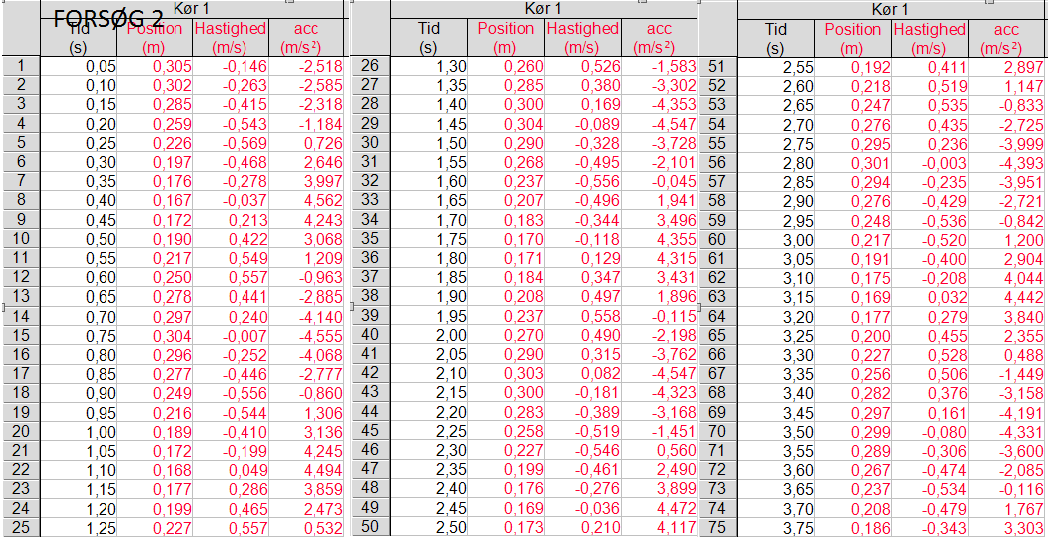 FORSØG 2
Kør 1
Tid Position Hastighed acc
(s) (m) (m/s) (m/s²)
1 0,05 0,305 -0,146 -2,518
2 0,10 0,302 -0,263 -2,585
3 0,15 0,285 -0,415 -2,318
4 0,20 0,259 -0,543 -1,184
5 0,25 0,226 -0,569 0,726
6 0,30 0,197 -0,468 2,646
7 0,35 0,176 -0,278 3,997
8 0,40 0,167 -0,037 4,562
9 0,45 0,172 0,213 4,243
10 0,50 0,190 0,422 3,068
11 0,55 0,217 0,549 1,209
12 0,60 0,250 0,557 -0,963
13 0,65 0,278 0,441 -2,885
14 0,70 0,297 0,240 -4,140
15 0,75 0,304 -0,007 -4,555
16 0,80 0,296 -0,252 -4,068
17 0,85 0,277 -0,446 -2,777
18 0,90 0,249 -0,556 -0,860
19 0,95 0,216 -0,544 1,306
20 1,00 0,189 -0,410 3,136
21 1,05 0,172 -0,199 4,245
22 1,10 0,168 0,049 4,494
23 1,15 0,177 0,286 3,859
24 1,20 0,199 0,465 2,473
25 1,25 0,227 0,557 0,532
Kør 1
Tid Position Hastighed acc
(s) (m) (m/s) (m/s²)
26 1,30 0,260 0,526 -1,583
27 1,35 0,285 0,380 -3,302
28 1,40 0,300 0,169 -4,353
29 1,45 0,304 -0,089 -4,547
30 1,50 0,290 -0,328 -3,728
31 1,55 0,268 -0,495 -2,101
32 1,60 0,237 -0,556 -0,045
33 1,65 0,207 -0,496 1,941
34 1,70 0,183 -0,344 3,496
35 1,75 0,170 -0,118 4,355
36 1,80 0,171 0,129 4,315
37 1,85 0,184 0,347 3,431
38 1,90 0,208 0,497 1,896
39 1,95 0,237 0,558 -0,115
40 2,00 0,270 0,490 -2,198
41 2,05 0,290 0,315 -3,762
42 2,10 0,303 0,082 -4,547
43 2,15 0,300 -0,181 -4,323
44 2,20 0,283 -0,389 -3,168
45 2,25 0,258 -0,519 -1,451
46 2,30 0,227 -0,546 0,560
47 2,35 0,199 -0,461 2,490
48 2,40 0,176 -0,276 3,899
49 2,45 0,169 -0,036 4,472
50 2,50 0,173 0,210 4,117
Kør 1
Tid Position Hastighed acc
(s) (m) (m/s) (m/s²)
51 2,55 0,192 0,411 2,897
52 2,60 0,218 0,519 1,147
53 2,65 0,247 0,535 -0,833
54 2,70 0,276 0,435 -2,725
55 2,75 0,295 0,236 -3,999
56 2,80 0,301 -0,003 -4,393
57 2,85 0,294 -0,235 -3,951
58 2,90 0,276 -0,429 -2,721
59 2,95 0,248 -0,536 -0,842
60 3,00 0,217 -0,520 1,200
61 3,05 0,191 -0,400 2,904
62 3,10 0,175 -0,208 4,044
63 3,15 0,169 0,032 4,442
64 3,20 0,177 0,279 3,840
65 3,25 0,200 0,455 2,355
66 3,30 0,227 0,528 0,488
67 3,35 0,256 0,506 -1,449
68 3,40 0,282 0,376 -3,158
69 3,45 0,297 0,161 -4,191
70 3,50 0,299 -0,080 -4,331
71 3,55 0,289 -0,306 -3,600
72 3,60 0,267 -0,474 -2,085
73 3,65 0,237 -0,534 -0,116
74 3,70 0,208 -0,479 1,767
75 3,75 0,186 -0,343 3,303